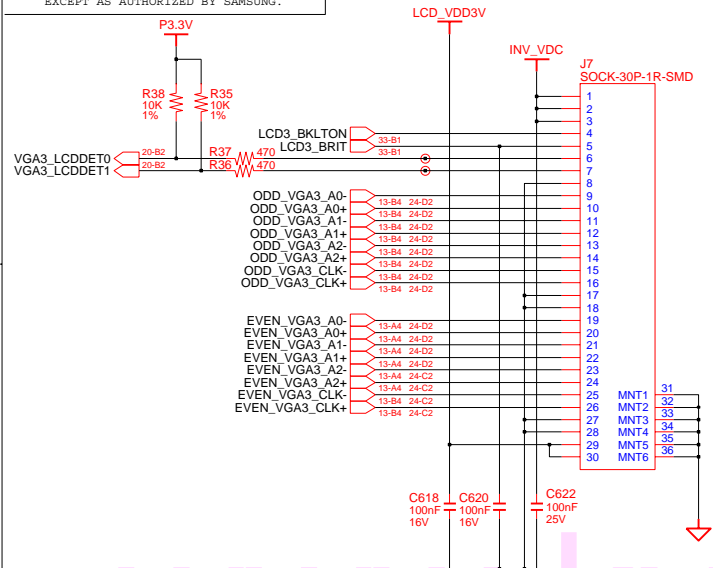 EXCEPT AS AUTHORIZED BY SAMSUNG.
P3.3V
LCD_VDD3V
INV_VDC
J7
SOCK-30P-1R-SMD
R38
10K
1%
R35
10K
1%
LCD3_BKLTON
33-B1
LCD3_BRIT
33-B1
VGA3_LCDDET0
20-B2
R37 470
VGA3_LCDDET1
20-B2
R36 470
ODD_VGA3_A0- 13-B4 24-D2
ODD_VGA3_A0+ 13-B4 24-D2
ODD_VGA3_A1- 13-B4 24-D2
ODD_VGA3_A1+ 13-B4 24-D2
ODD_VGA3_A2- 13-B4 24-D2
ODD_VGA3_A2+ 13-B4 24-D2
ODD_VGA3_CLK- 13-B4 24-D2
ODD_VGA3_CLK+ 13-B4 24-D2
EVEN_VGA3_A0- 13-A4 24-D2
EVEN_VGA3_A0+ 13-B4 24-D2
EVEN_VGA3_A1- 13-A4 24-D2
EVEN_VGA3_A1+ 13-A4 24-D2
EVEN_VGA3_A2- 13-A4 24-C2
EVEN_VGA3_A2+ 13-A4 24-C2
EVEN_VGA3_CLK- 13-B4 24-C2
EVEN_VGA3_CLK+ 13-B4 24-C2
1
2
3
4
5
6
7
8
9
10
11
12
13
14
15
16
17
18
19
20
21
22
23
24
25
26
27
28
29
30
MNT1 31
MNT2 32
MNT3 33
MNT4 34
MNT5 35
MNT6 36
C618
100nF
16V
C620
100nF
16V
C622
100nF
25V